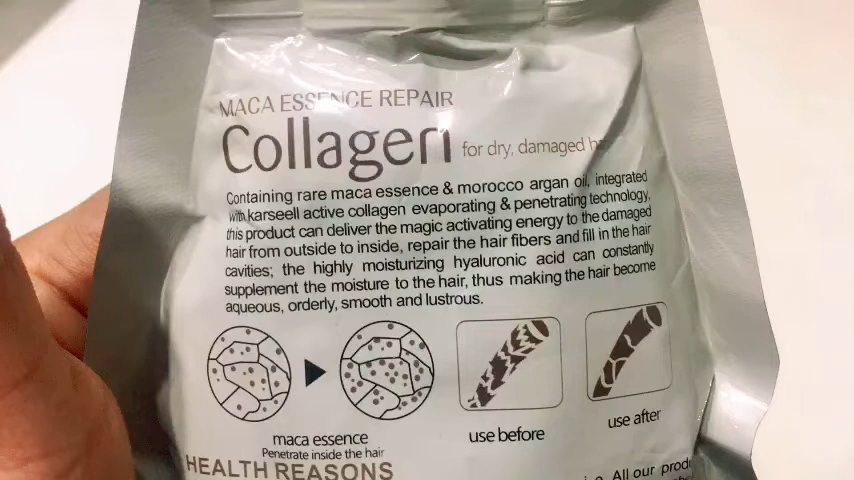 MACA ESSENCE REPAIR
Collagen for dry, damaged
Containing rare maca essence & morocco argan oil, integrated
with karseell active collagen evaporating & penetrating technology,
this product can deliver the magic activating energy to the damaged
hair from outside to inside, repair the hair fibers and fill in the hair
cavities; the highly moisturizing hyaluronic acid can constantly
supplement the moisture to the hair, thus making the hair become
aqueous, orderly, smooth and lustrous.
maca essence
Penetrate inside the hair
use before
use after
HEALTH REASONS
All our